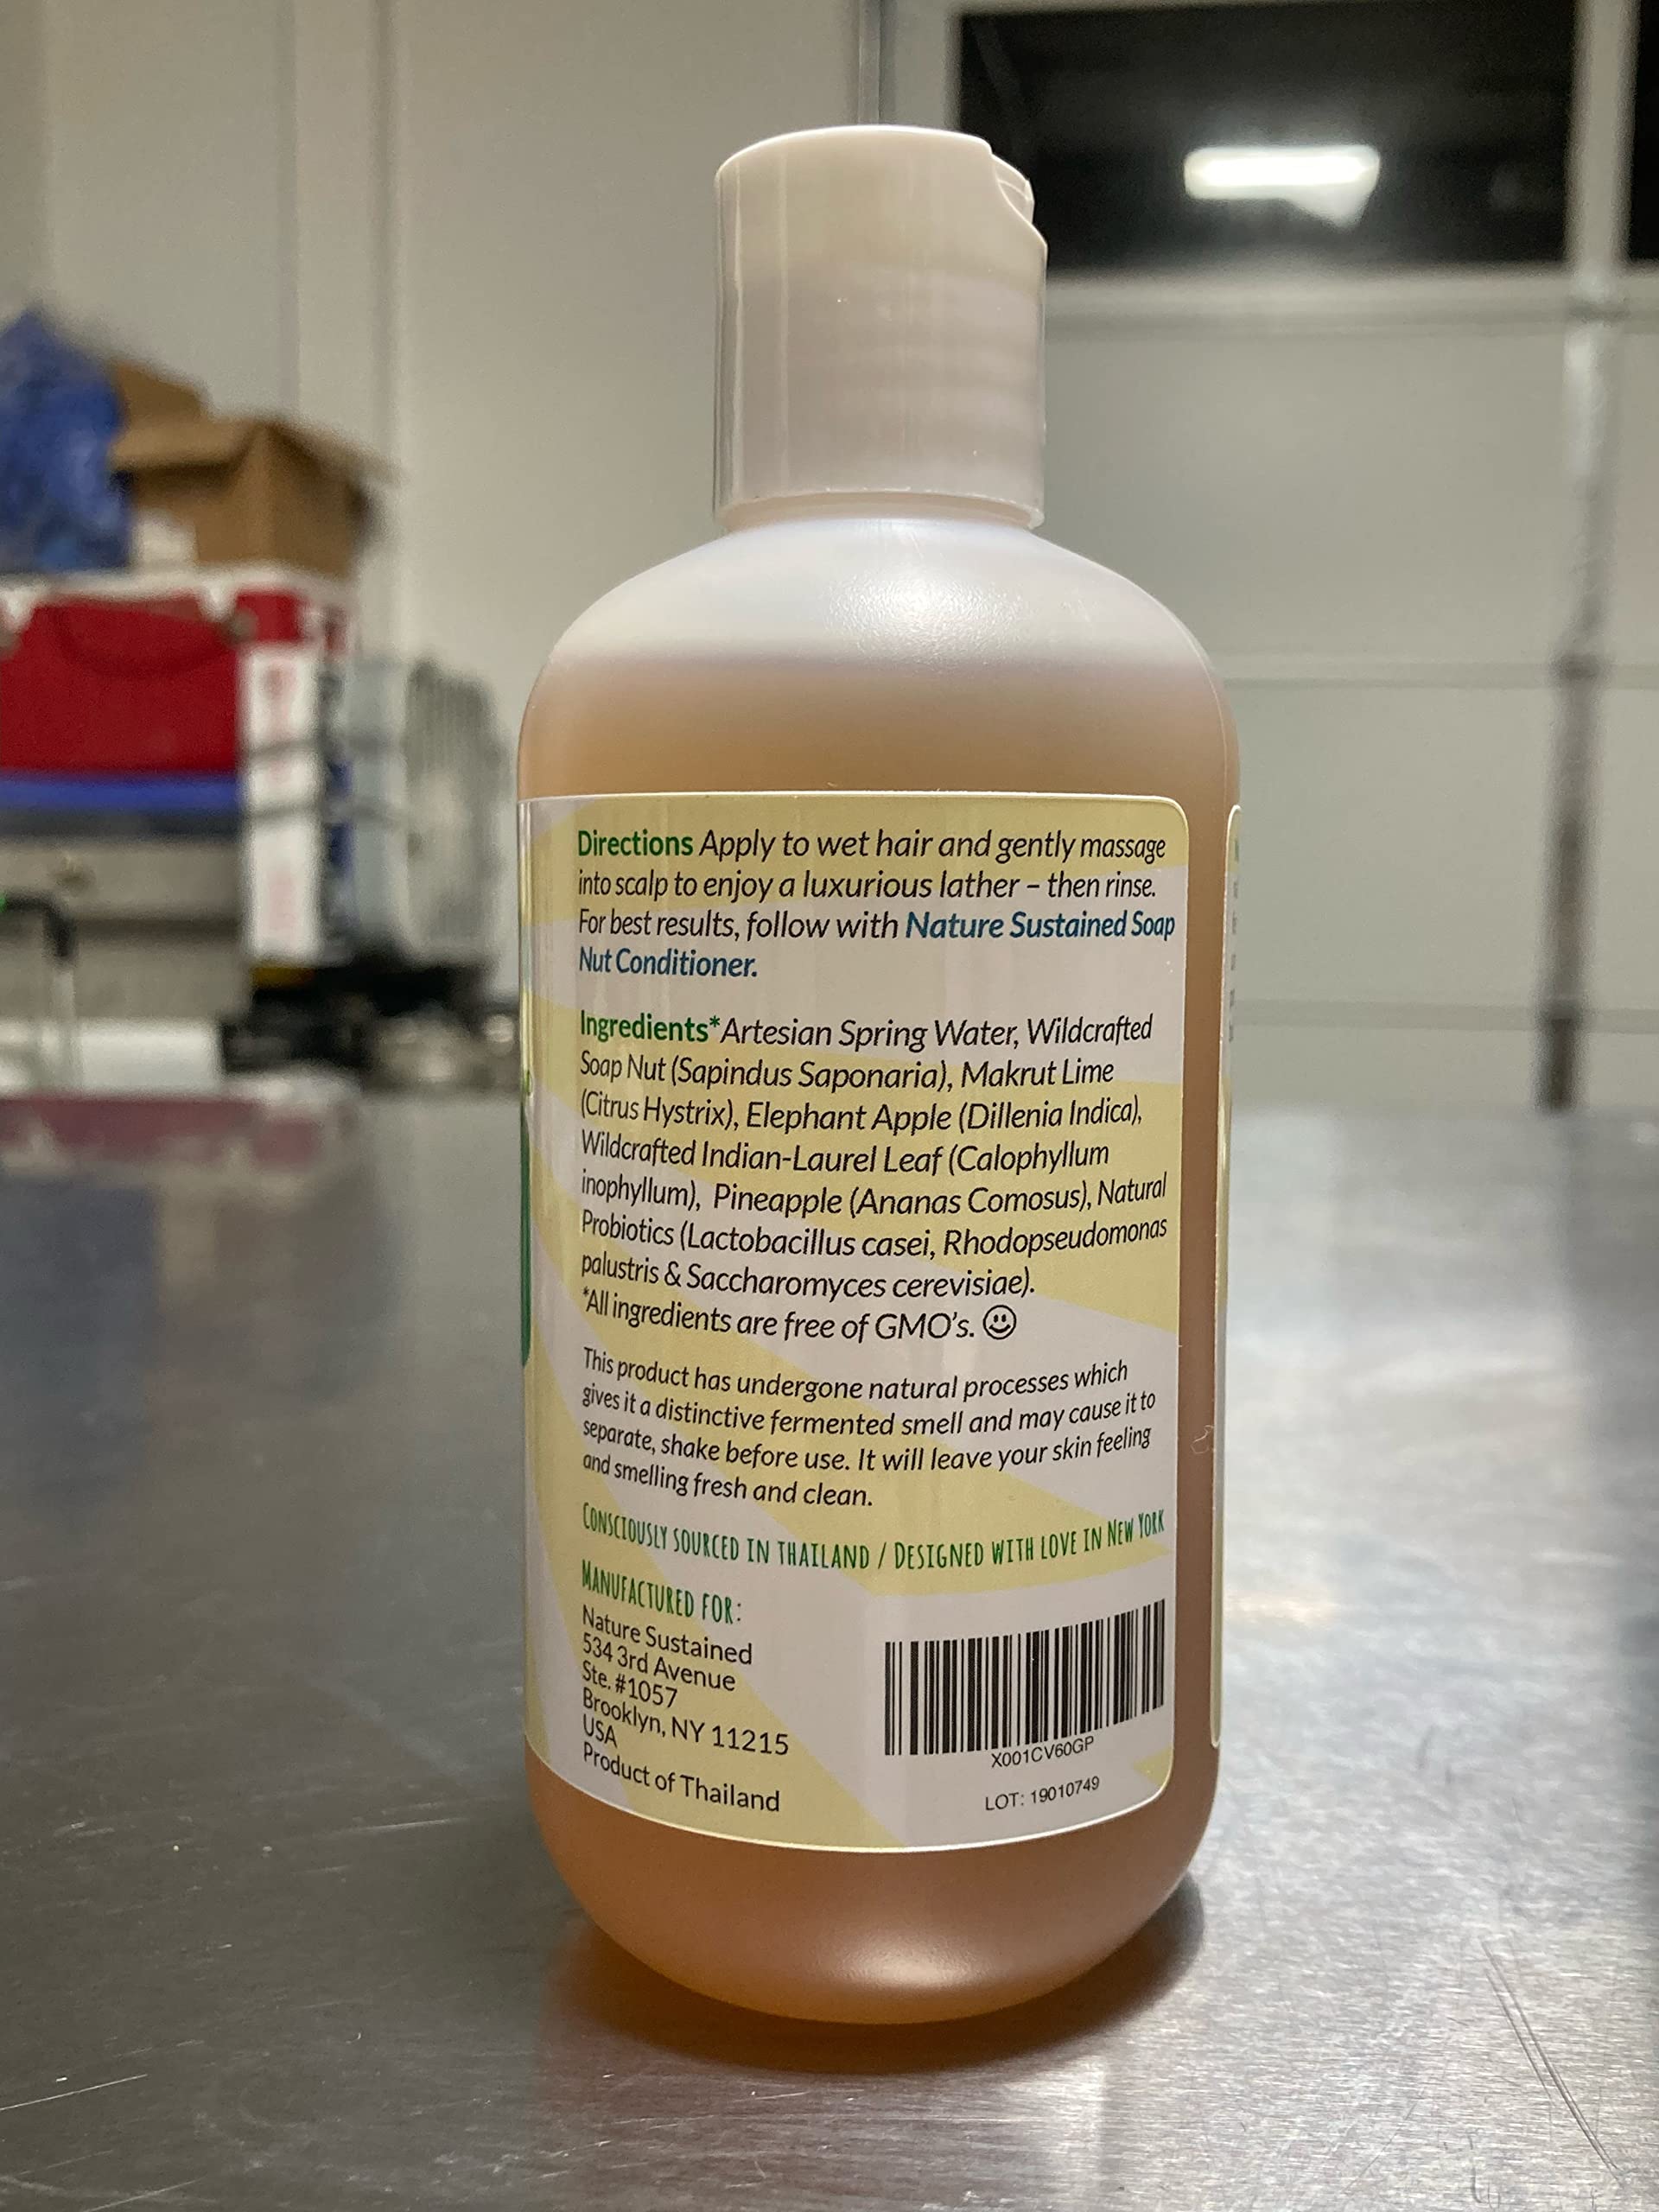 Directions Apply to wet hair and gently massage
into scalp to enjoy a luxurious lather – then rinse.
For best results, follow with Nature Sustained Soap
Nut Conditioner.
Ingredients*Artesian Spring Water, Wildcrafted
Soap Nut (Sapindus Saponaria), Makrut Lime
(Citrus Hystrix), Elephant Apple (Dillenia Indica),
Wildcrafted Indian-Laurel Leaf (Calophyllum
inophyllum), Pineapple (Ananas Comosus), Natural
Probiotics (Lactobacillus casei, Rhodopseudomonas
palustris & Saccharomyces cerevisiae).
*All ingredients are free of GMO's. ☺
This product has undergone natural processes which
gives it a distinctive fermented smell and may cause it to
separate, shake before use. It will leave your skin feeling
and smelling fresh and clean.
CONSCIOUSLY SOURCED IN THAILAND / DESIGNED WITH LOVE IN NEW YORK
MANUFACTURED FOR:
Nature Sustained
534 3rd Avenue
Ste. #1057
Brooklyn, NY 11215
USA
Product of Thailand
X001CV60GP
LOT: 19010749